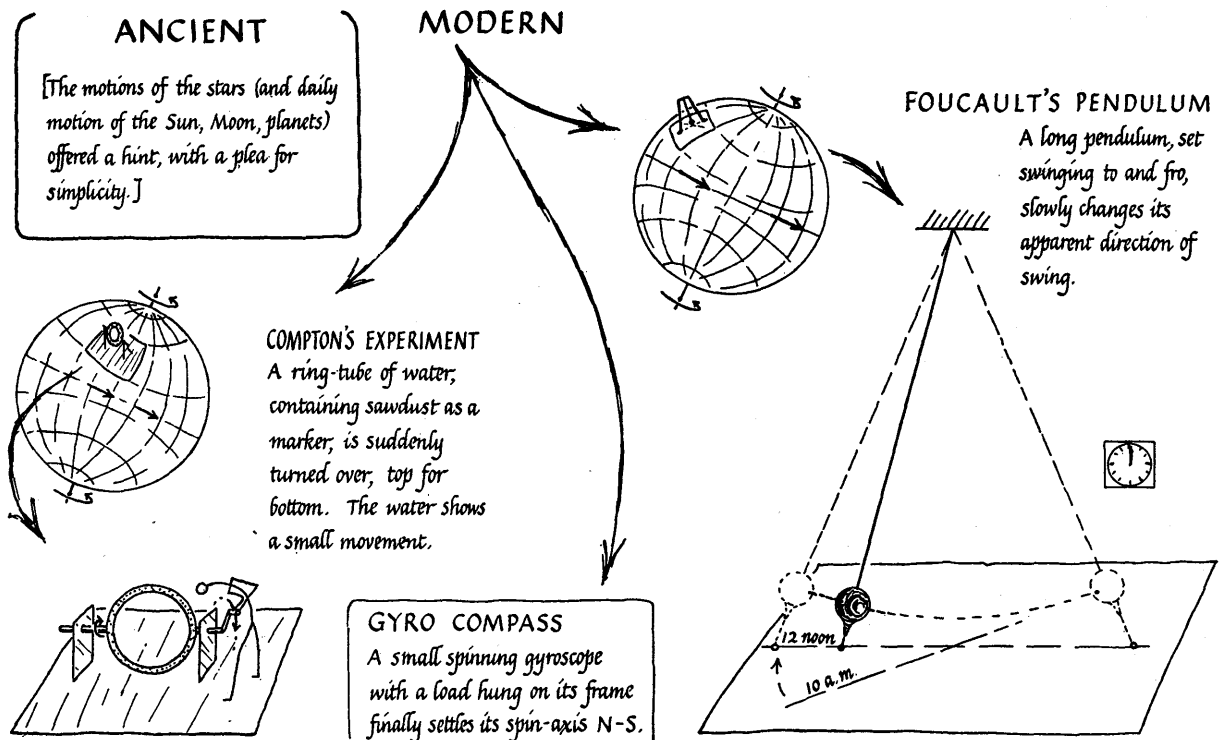 ANCIENT
[The motions of the stars (and daily
motion of the Sun, Moon, planets)
offered a hint, with a plea for
simplicity.]
MODERN
FOUCAULT'S PENDULUM
A long pendulum, set
swinging to and fro,
slowly changes its
apparent direction of
swing.
COMPTON'S EXPERIMENT
A ring-tube of water,
containing sawdust as a
marker, is suddenly
turned over, top for
bottom. The water shows
a small movement.
GYRO COMPASS
A small spinning gyroscope
with a load hung on its frame
finally settles its spin-axis N-S.
12 noon
10 a.m.